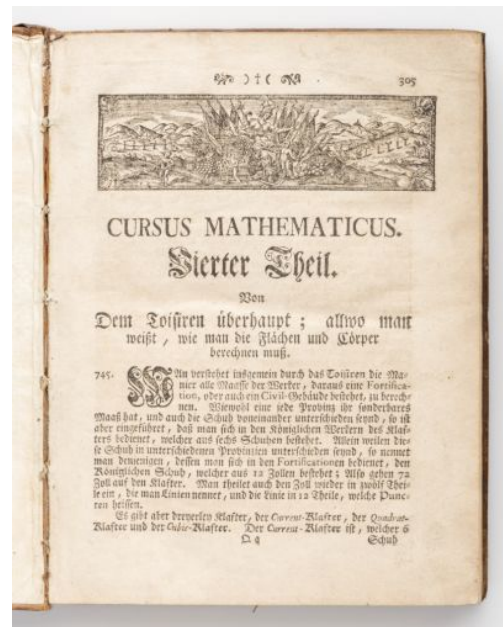 ) † ( 305
CURSUS MATHEMATICUS.
Vierter Theil.
Von
Dem Toisiren überhaupt ; allwo man
weißt , wie man die Flächen und Cörper
berechnen muß.
745. MAn verstehet insgemein durch das Toisiren die Ma-
nier alle Maasse der Wercker, daraus eine Fortifica-
tion, oder auch ein Civil-Gebäude bestehet, zu berech-
nen. Wiewohl eine jede Provinz ihr sonderbares
Maaß hat, und auch die Schuh voneinander unterschieden seynd, so ist
aber eingeführet, daß man sich in den Königlichen Werckern des Klaf-
ters bedienet, welcher aus sechs Schuhen bestehet. Allein weilen die-
se Schuh in unterschiedenen Provinzien unterschieden seynd, so nennet
man denjenigen, dessen man sich in den Fortificationen bedienet, den
Königlichen Schuh, welcher aus 12 Zollen bestehet; Also gehen 72
Zoll auf den Klafter. Man theilet auch den Zoll wieder in zwölf Thei-
le ein , die man Linien nennet, und die Linie in 12 Theile, welche Punc-
ten heissen.
Es gibt aber dreyerley Klafter, der Current-Klafter , der Quadrat-
Klafter und der Cubic-Klafter. Der Current-Klafter ist , welcher 6
Q q Schuh